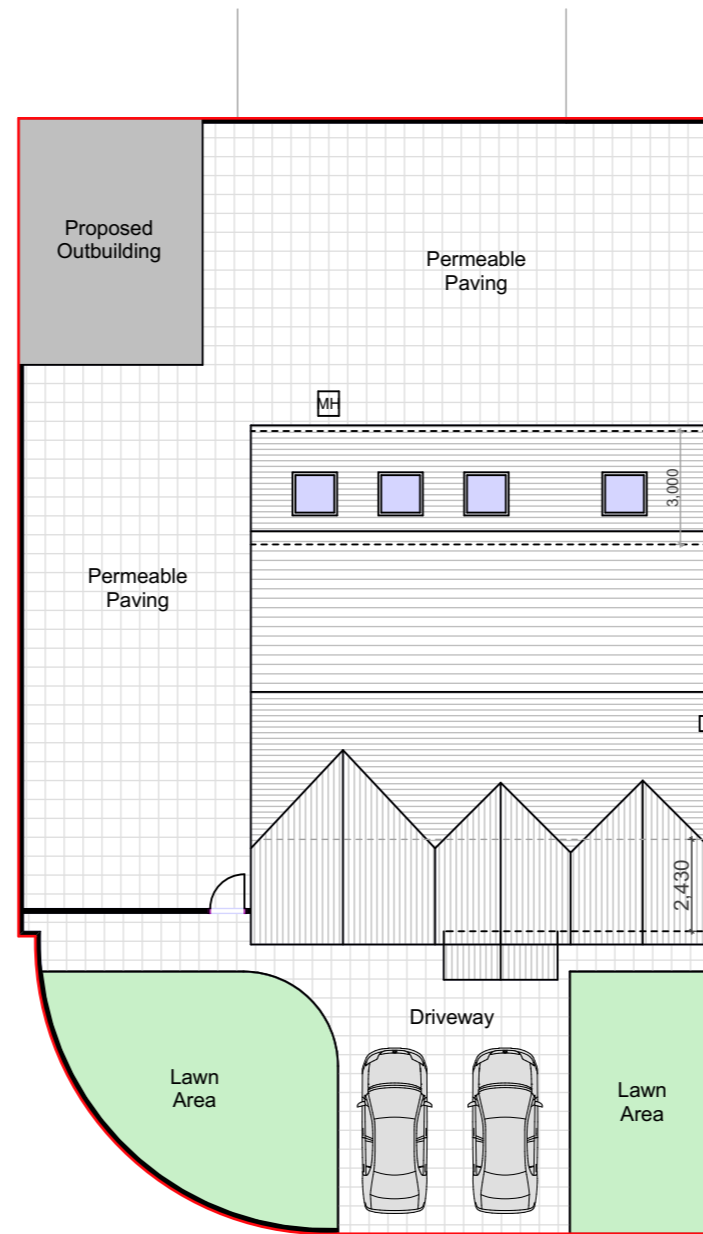 Proposed
Outbuilding
Permeable
Paving
MH
3,000
Permeable
Paving
2,430
Driveway
Lawn
Area
Lawn
Area